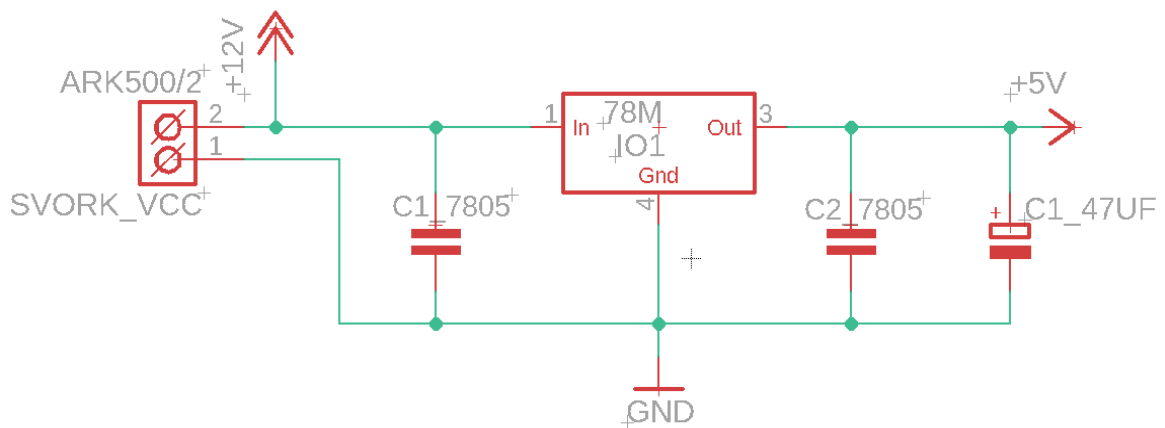 +12V
ARK500/2
2
1
SVORK_VCC
C1_7805
1
In
78M
IO1
Gnd
Out
3
4
C2_7805
+5V
+
C1_47UF
GND